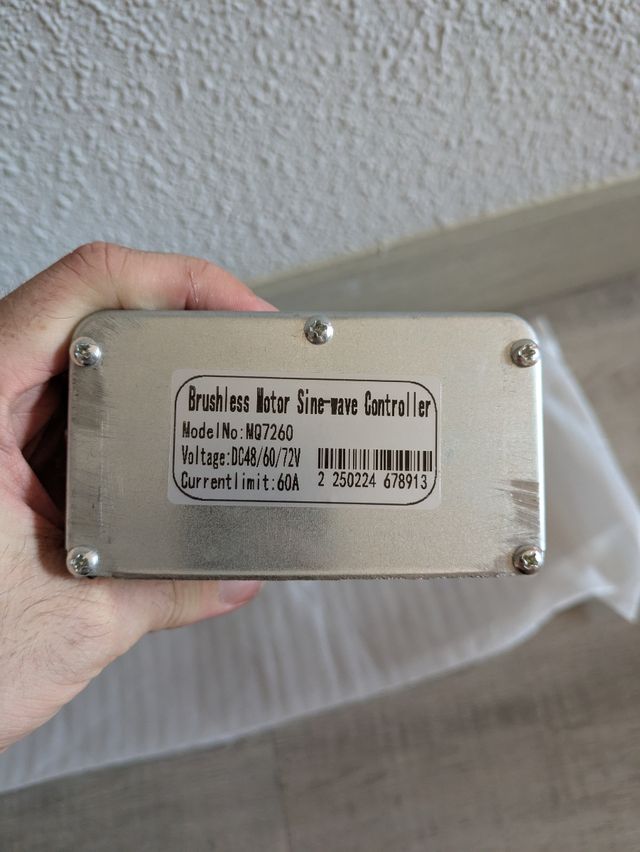 Brushless Motor Sine-wave Controller
ModelNo:MQ7260
Voltage:DC48/60/72V
Currentlimit:60A
2 250224 678913